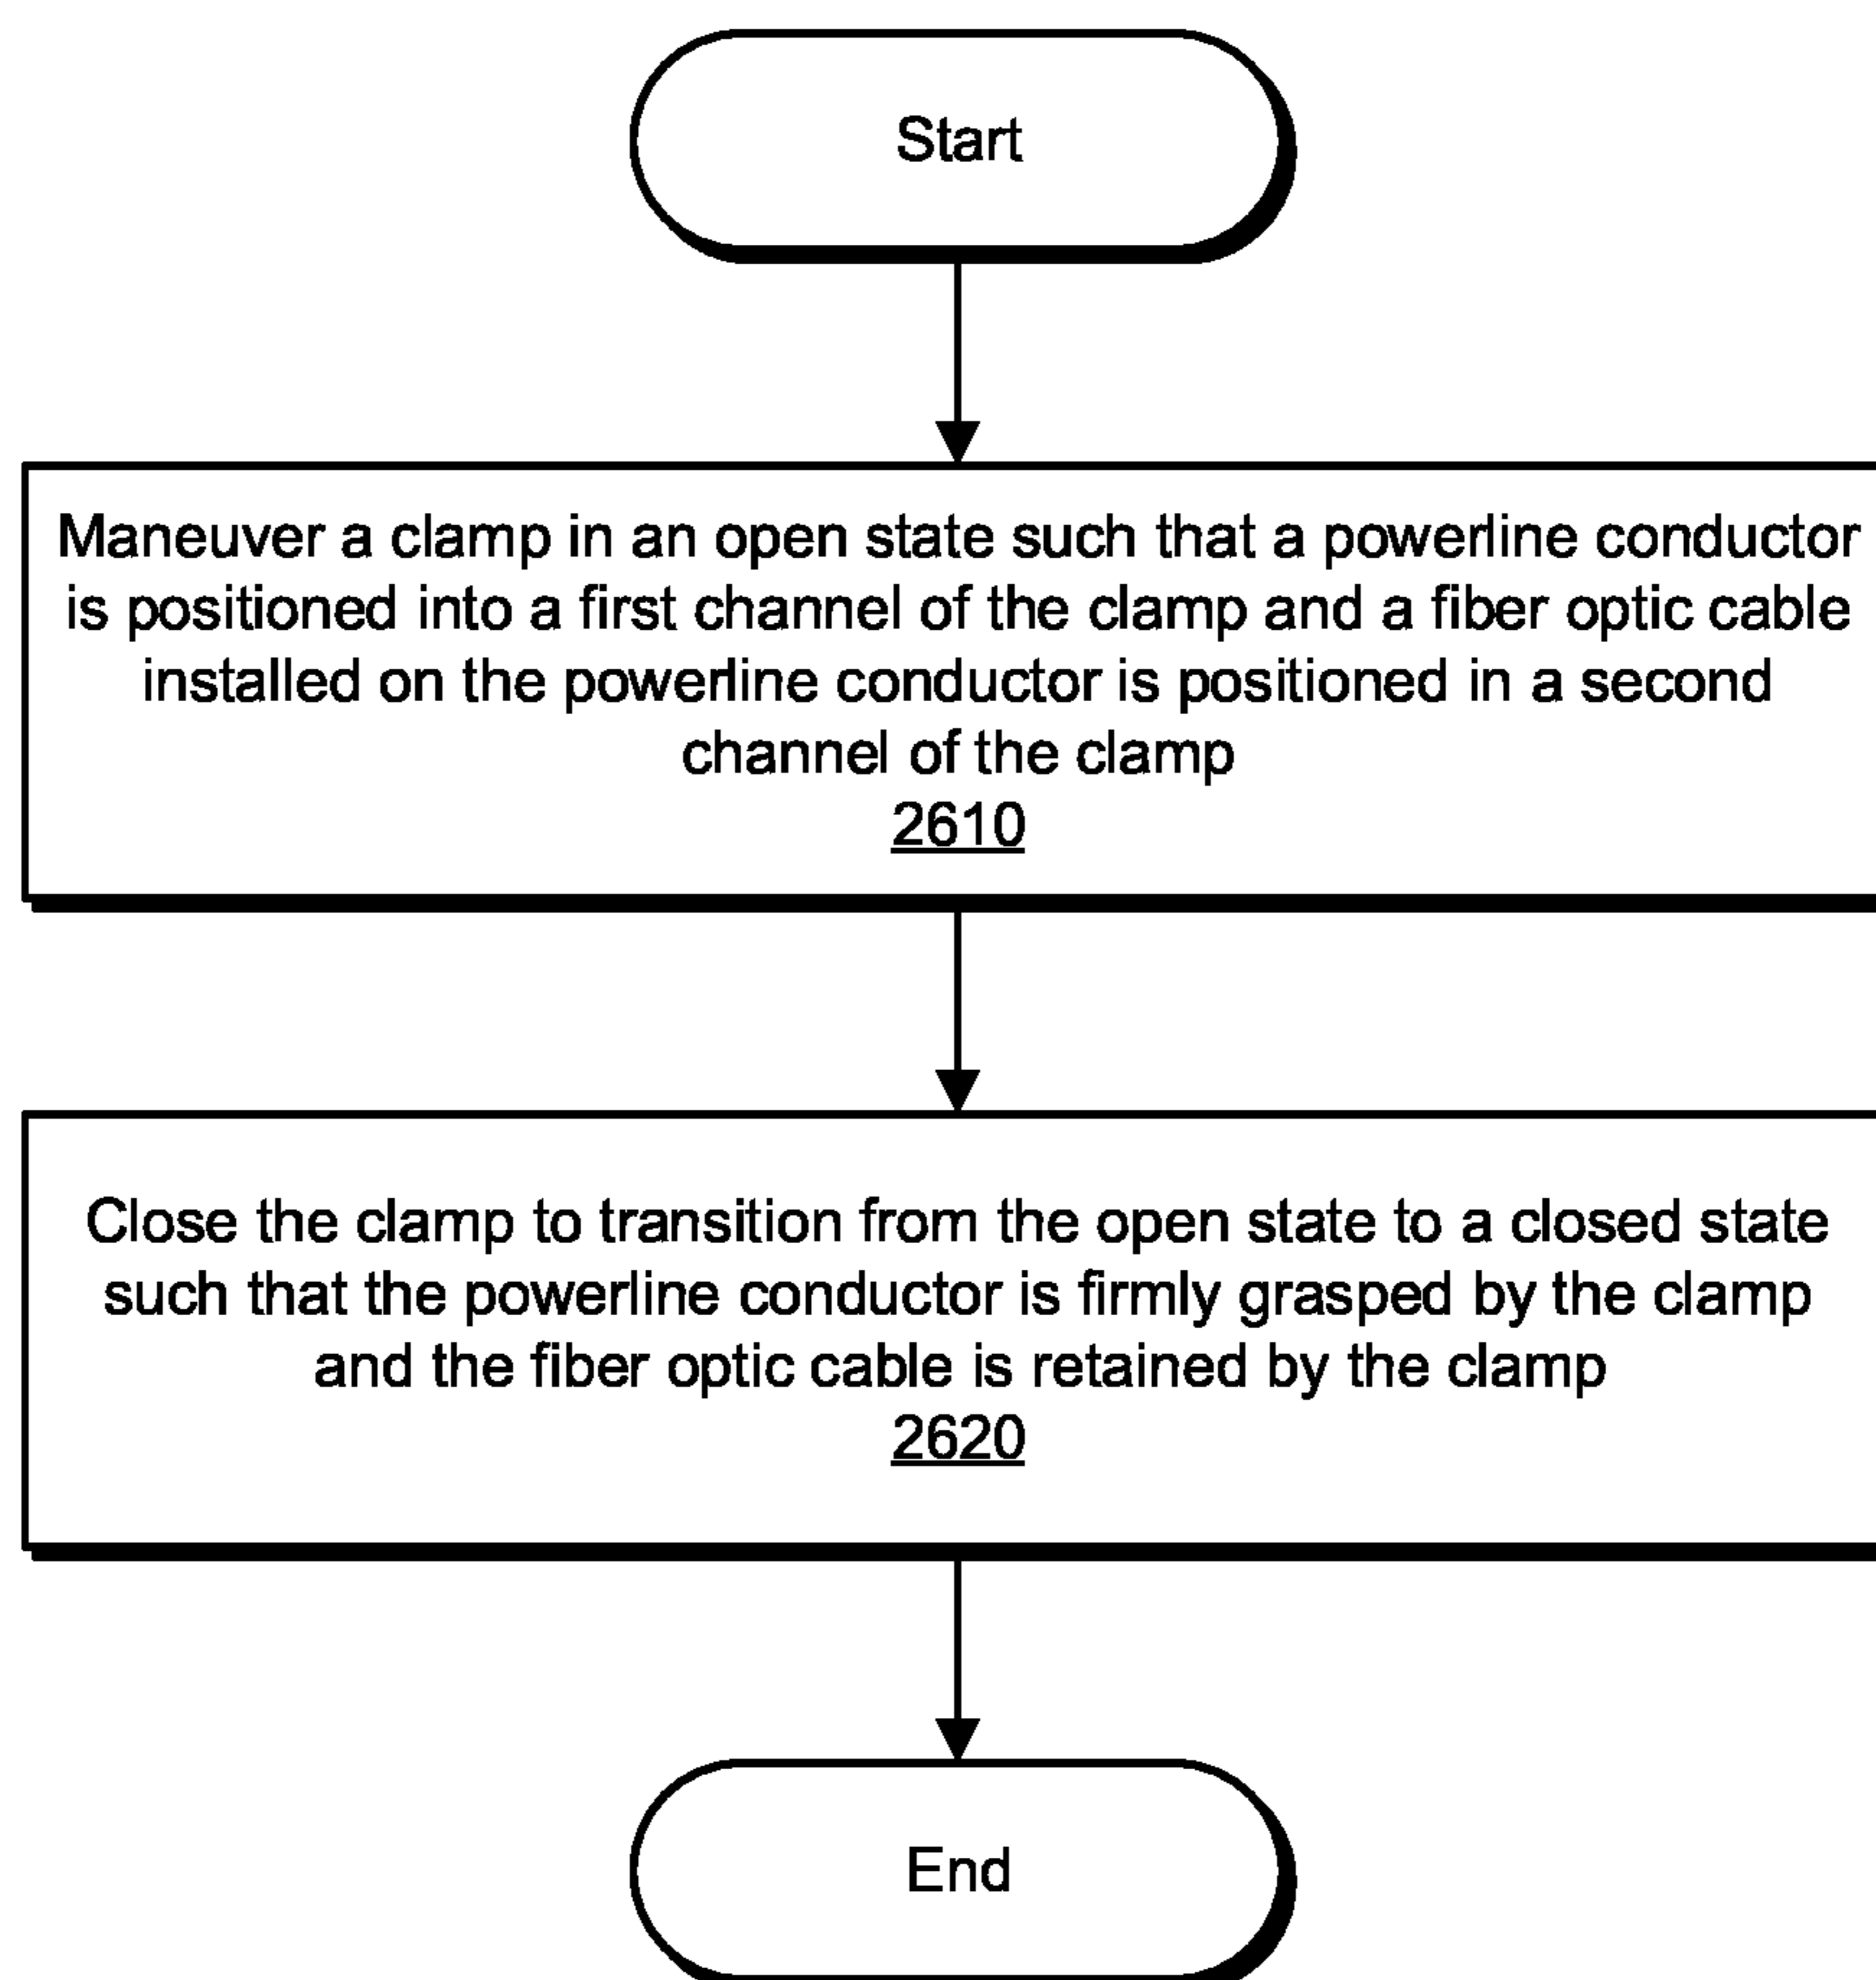 Start
Maneuver a clamp in an open state such that a powerline conductor
is positioned into a first channel of the clamp and a fiber optic cable
installed on the powerline conductor is positioned in a second
channel of the clamp
2610
Close the clamp to transition from the open state to a closed state
such that the powerline conductor is firmly grasped by the clamp
and the fiber optic cable is retained by the clamp
2620
End